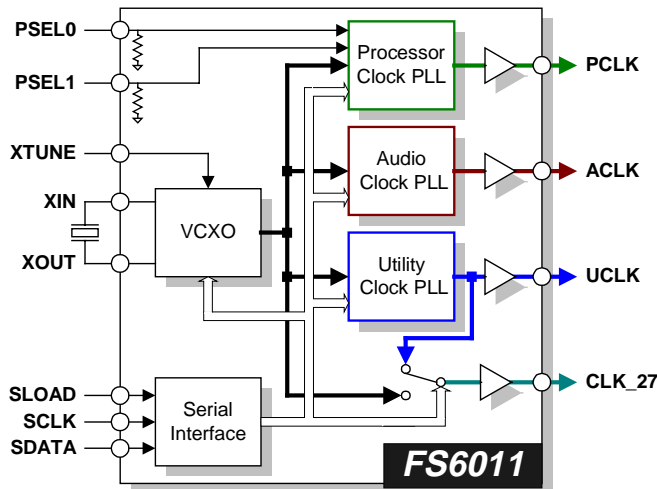 PSEL0
PSEL1
XTUNE
XIN
XOUT
SLOAD
SCLK
SDATA
VCXO
Serial
Interface
Processor
Clock PLL
Audio
Clock PLL
Utility
Clock PLL
PCLK
ACLK
UCLK
CLK_27
FS6011